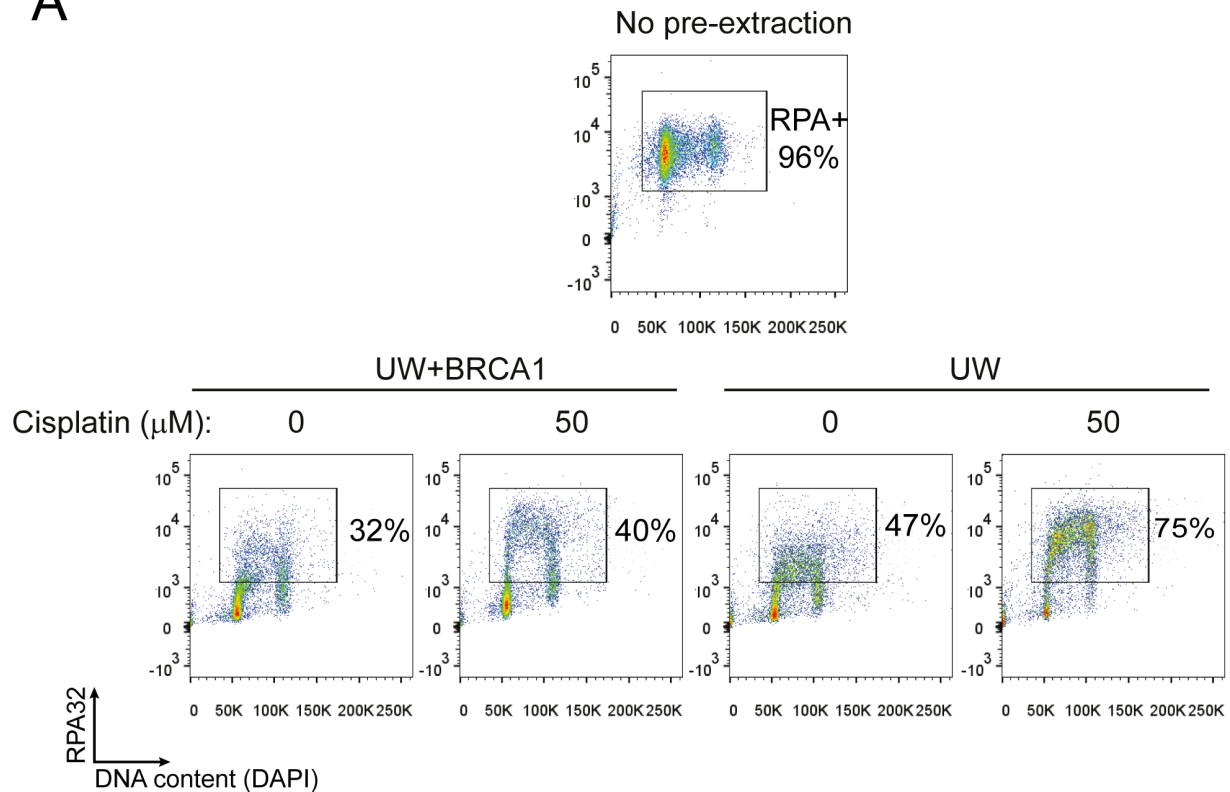 A
No pre-extraction
10^5
10^4
10^3
0
-10^3
RPA+
96%
0 50K 100K 150K 200K 250K
UW+BRCA1 UW
Cisplatin (μM): 0 50 0 50
10^5 10^5 10^5 10^5
10^4 32% 10^4 40% 10^4 47% 10^4 75%
10^3 10^3 10^3 10^3
0 0 0 0
-10^3 -10^3 -10^3 -10^3
0 50K 100K 150K 200K 250K 0 50K 100K 150K 200K 250K 0 50K 100K 150K 200K 250K 0 50K 100K 150K 200K 250K
RPA32
DNA content (DAPI)